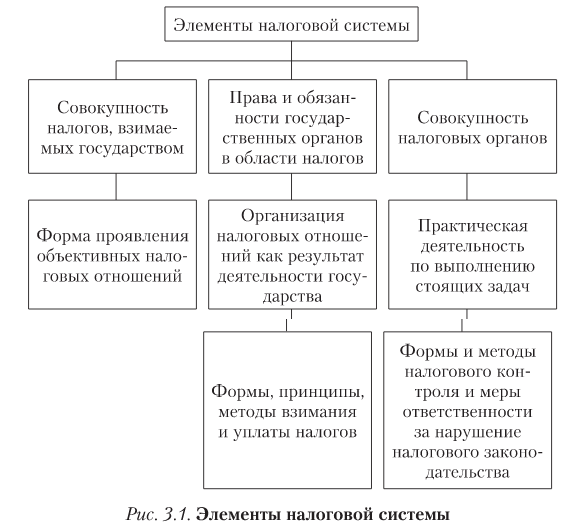 Элементы налоговой системы
Совокупность
налогов, взимае-
мых государством
Права и обязан-
ности государ-
ственных органов
в области налогов
Совокупность
налоговых органов
Форма проявления
объективных нало-
говых отношений
Организация
налоговых отноше-
ний как результат
деятельности госу-
дарства
Практическая
деятельность
по выполнению
стоящих задач
Формы, принципы,
методы взимания
и уплаты налогов
Формы и методы
налогового кон-
троля и меры
ответственности
за нарушение
налогового законо-
дательства
Рис. 3.1. Элементы налоговой системы